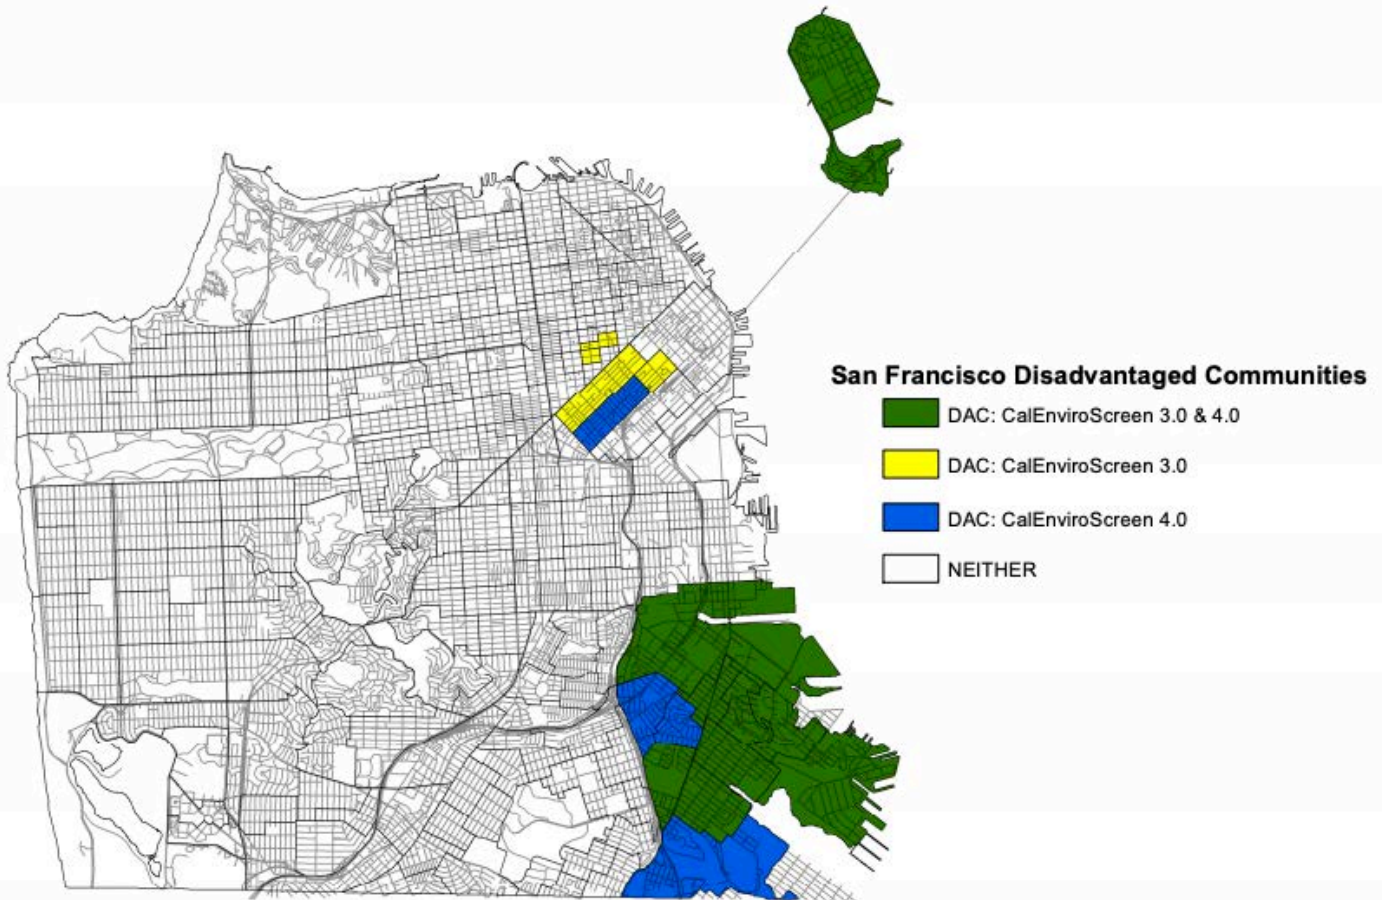 San Francisco Disadvantaged Communities
DAC: CalEnviroScreen 3.0 & 4.0
DAC: CalEnviroScreen 3.0
DAC: CalEnviroScreen 4.0
NEITHER